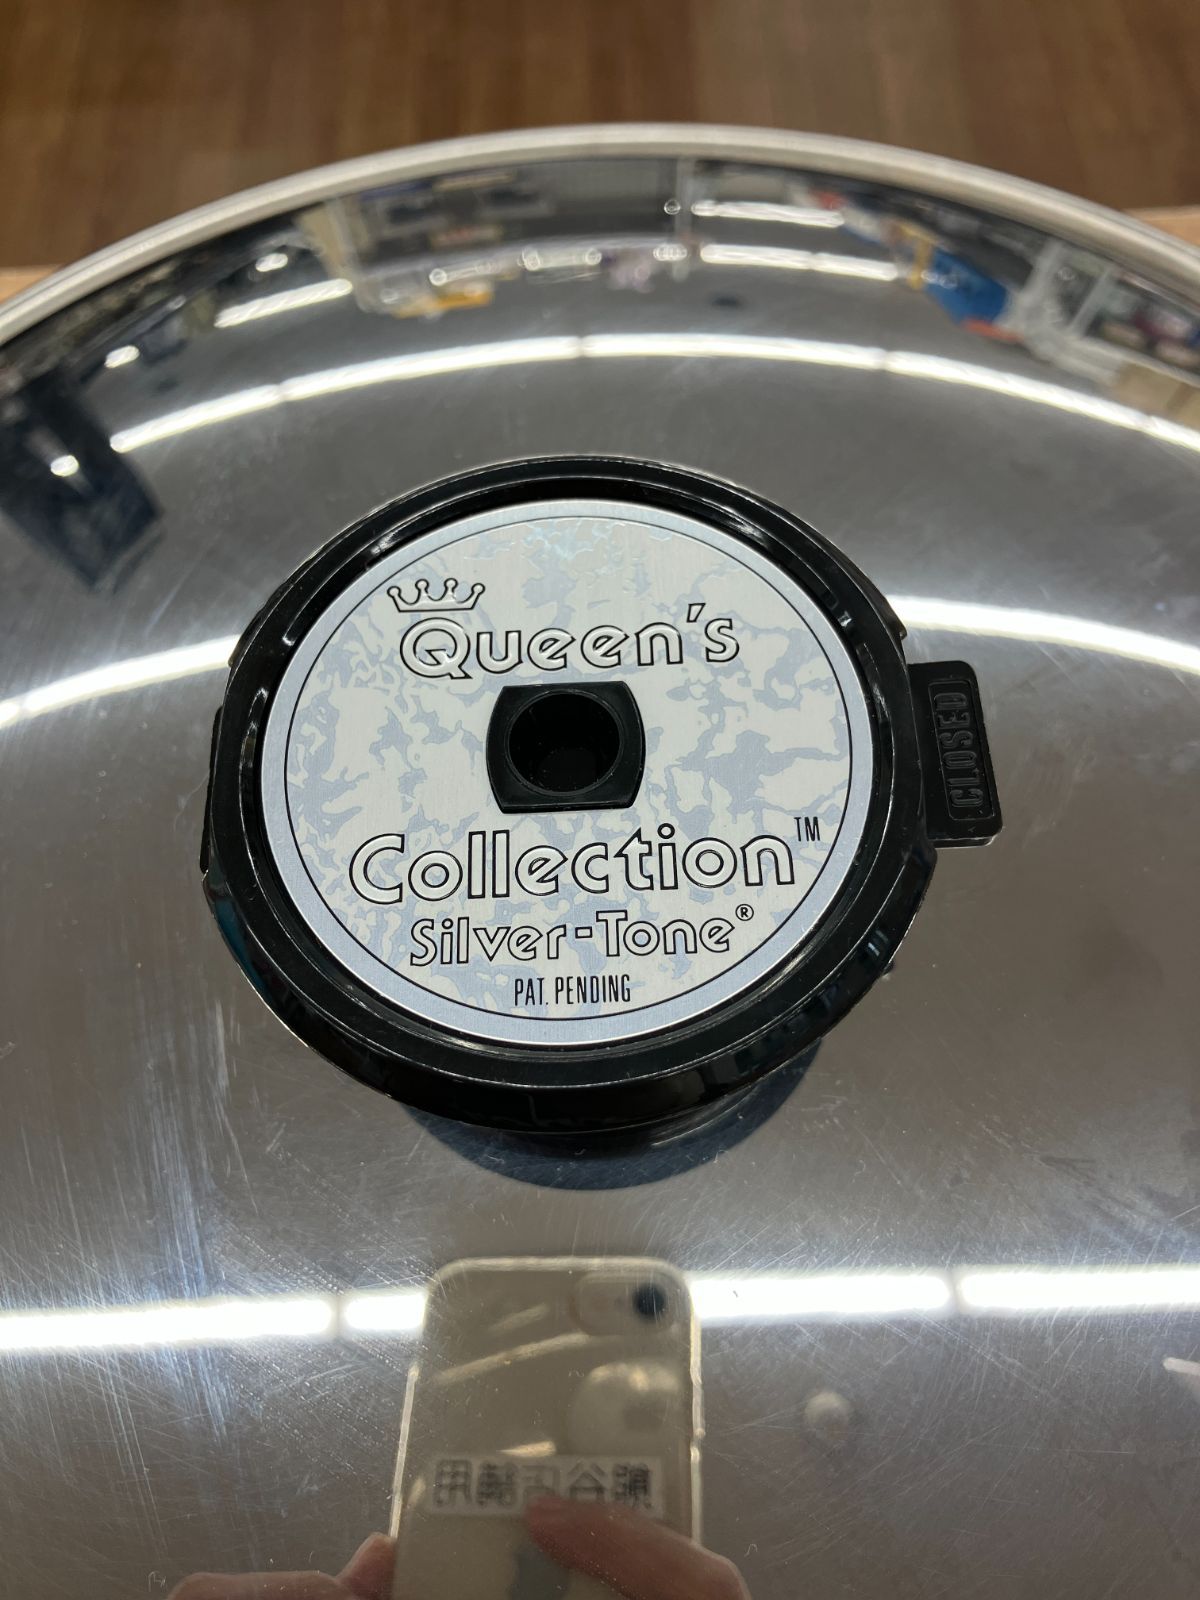 Queen's
Collection™
Silver-Tone®
PAT. PENDING
CLOSED